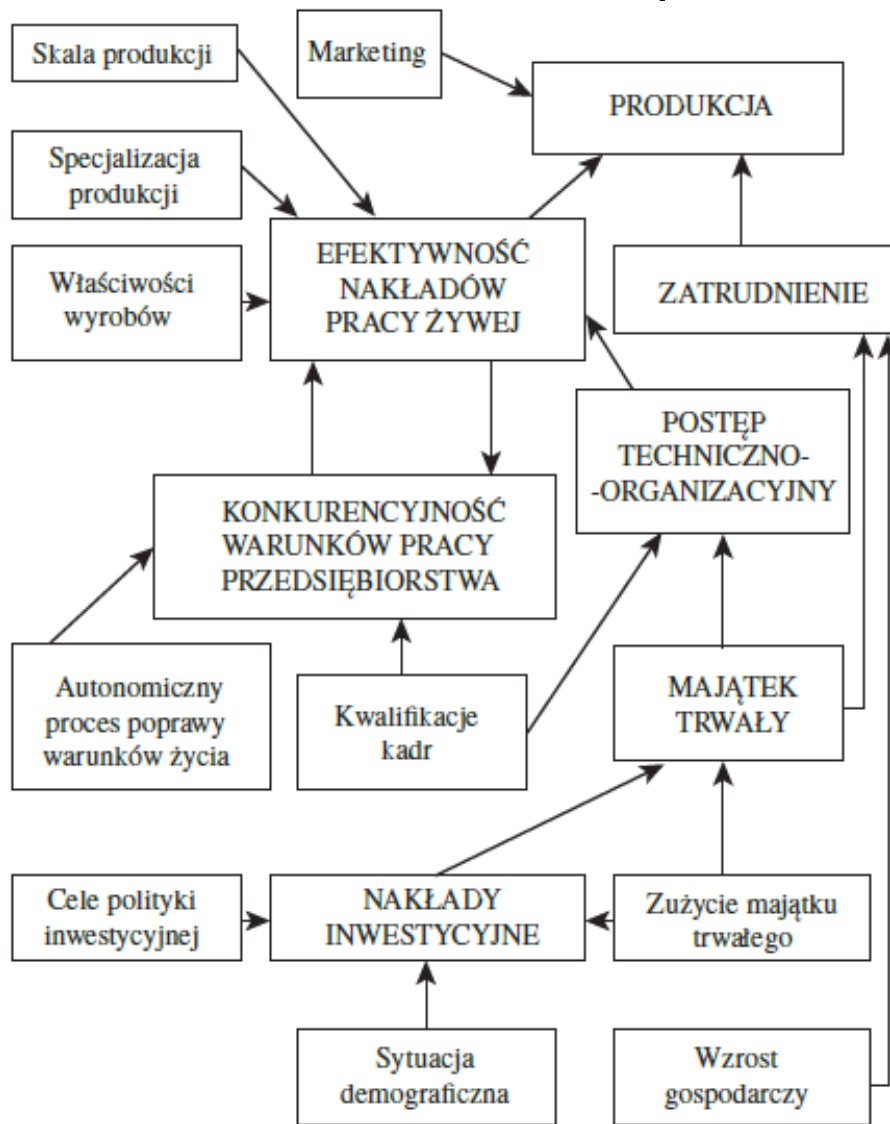 Skala produkcji
Marketing
PRODUKCJA
Specjalizacja
produkcji
EFEKTYWNOŚĆ
NAKŁADÓW
PRACY ŻYWEJ
Właściwości
wyrobów
ZATRUDNIENIE
POSTĘP
TECHNICZNO-
-ORGANIZACYJNY
KONKURENCYJNOŚĆ
WARUNKÓW PRACY
PRZEDSIĘBIORSTWA
Autonomiczny
proces poprawy
warunków życia
Kwalifikacje
kadr
MAJĄTEK
TRWAŁY
Cele polityki
inwestycyjnej
NAKŁADY
INWESTYCYJNE
Zużycie majątku
trwałego
Sytuacja
demograficzna
Wzrost
gospodarczy